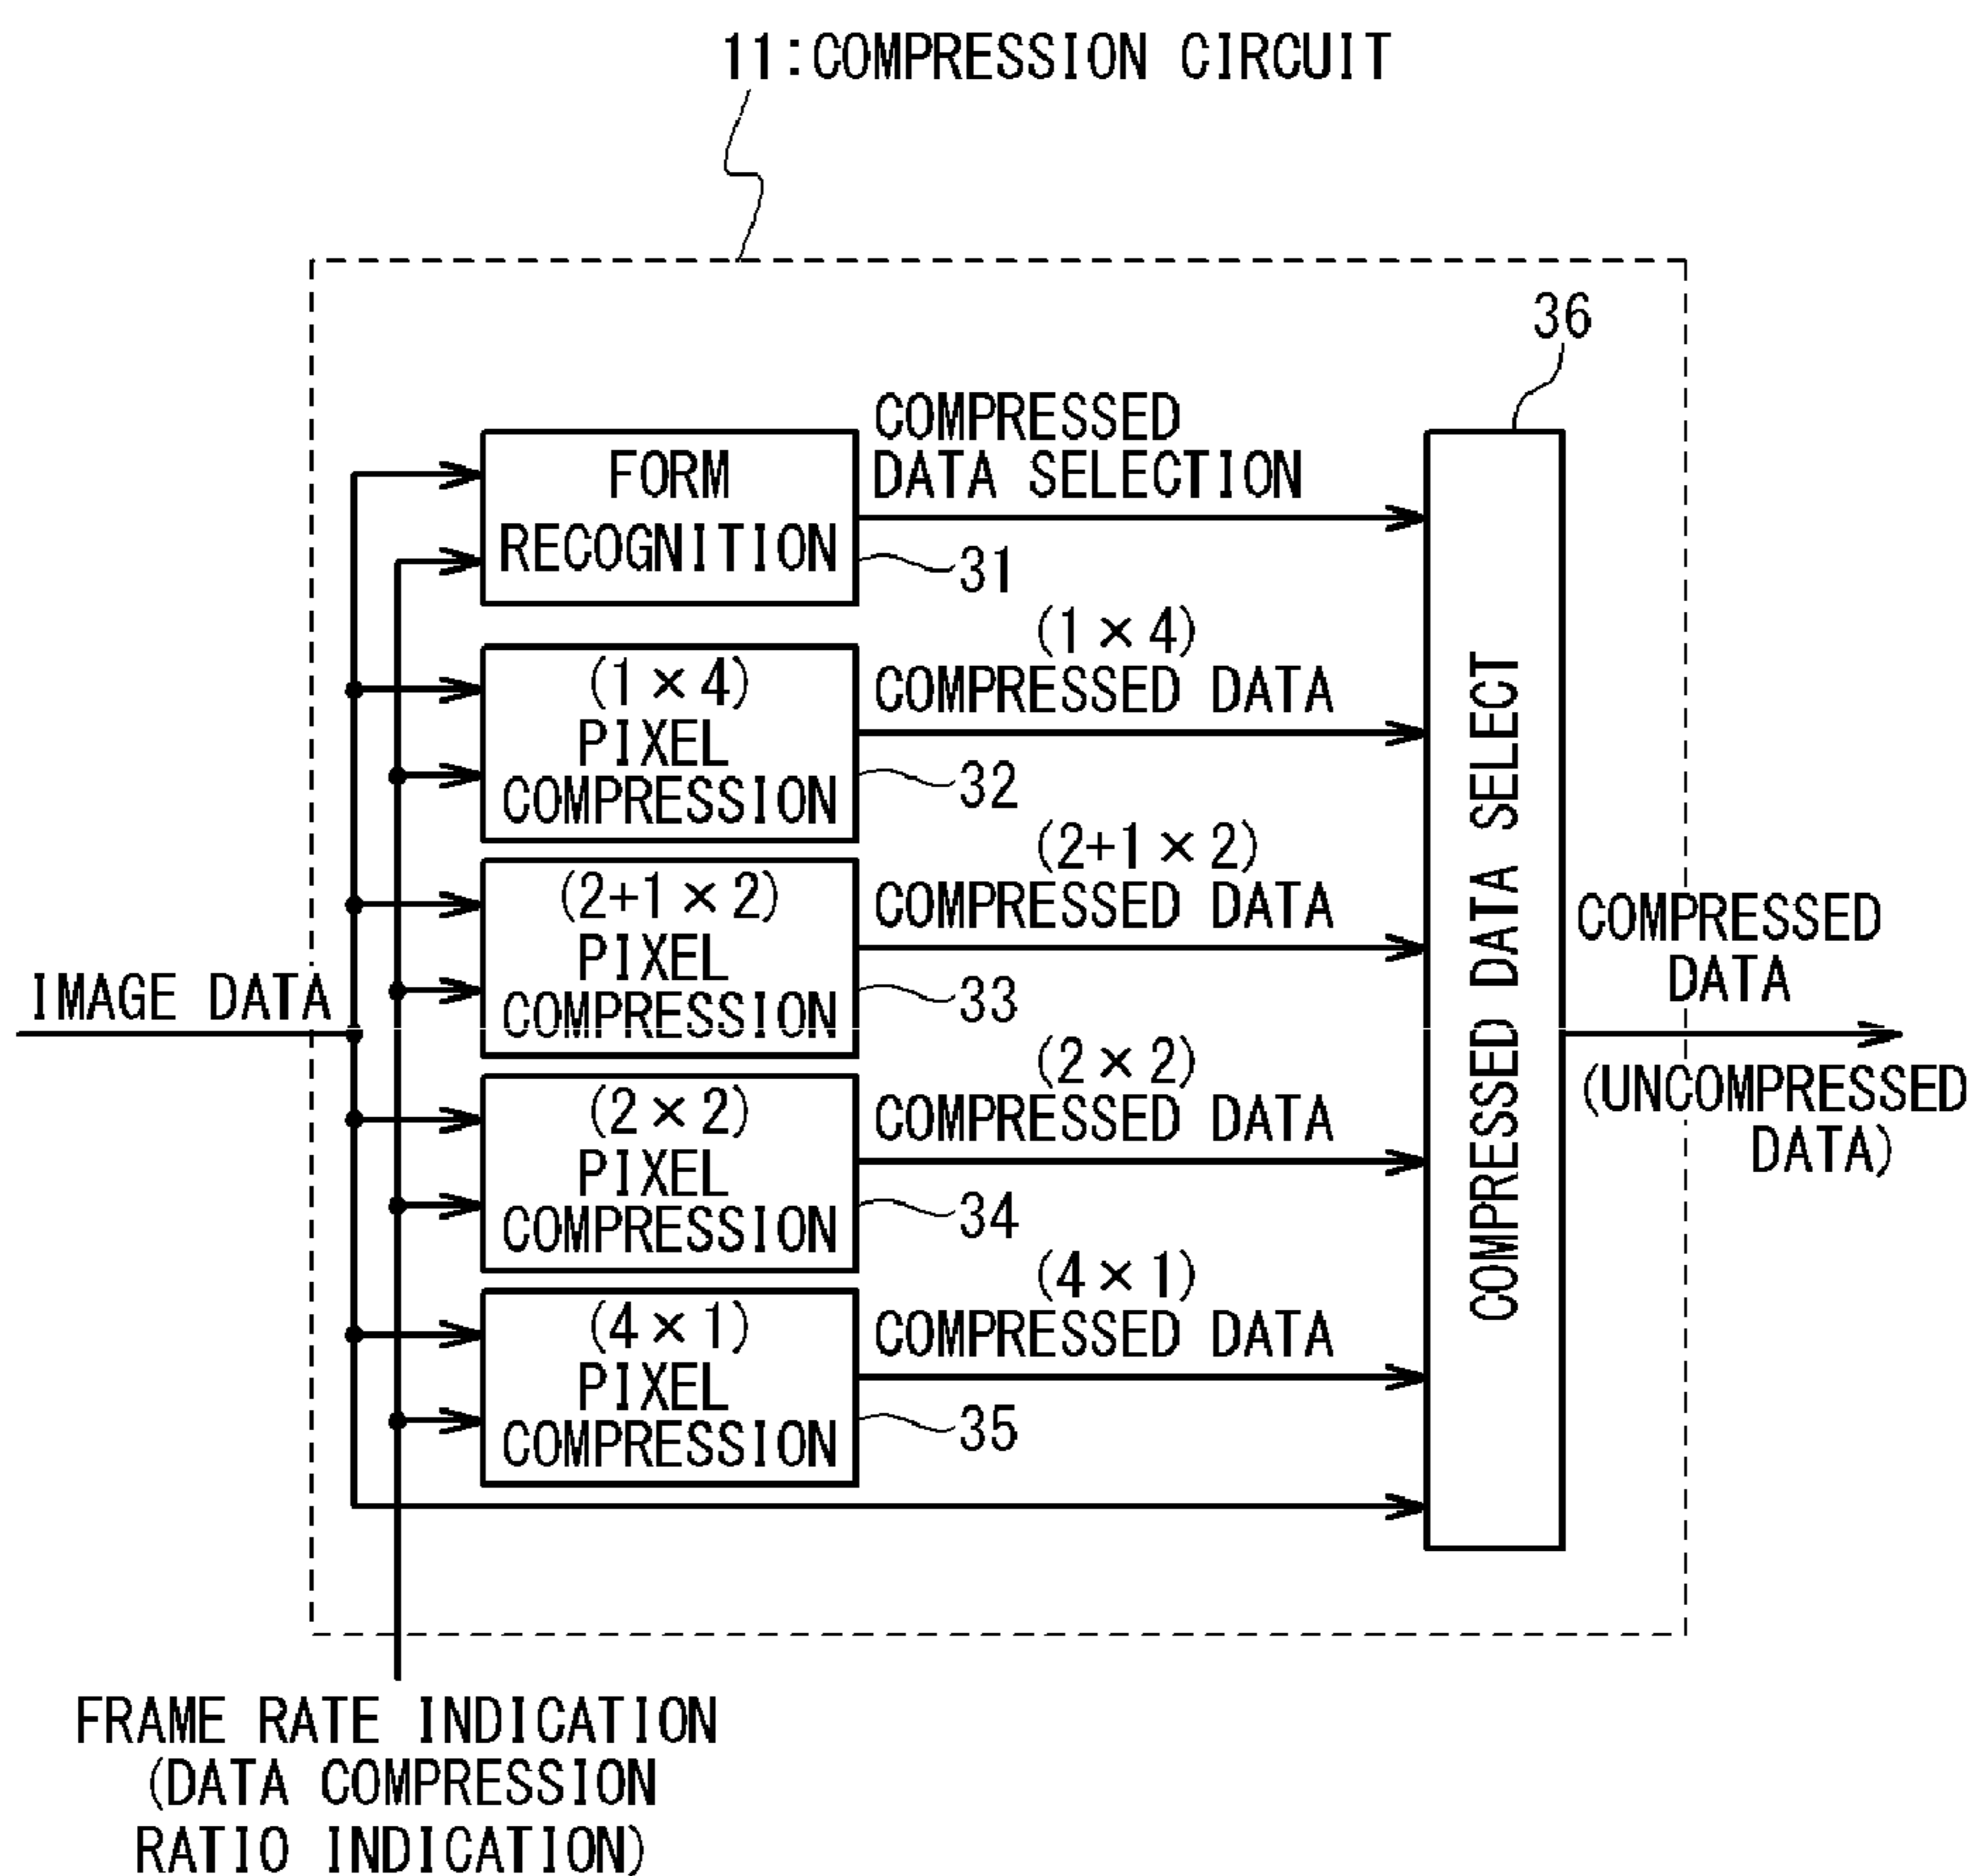 11:COMPRESSION CIRCUIT
36
COMPRESSED
DATA SELECTION
FORM
RECOGNITION
31
(1×4)
COMPRESSED DATA
(1×4)
PIXEL
COMPRESSION
32
(2+1×2)
COMPRESSED DATA
(2+1×2)
PIXEL
COMPRESSION
33
(2×2)
COMPRESSED DATA
(2×2)
PIXEL
COMPRESSION
34
(4×1)
COMPRESSED DATA
(4×1)
PIXEL
COMPRESSION
35
COMPRESSED DATA SELECT
IMAGE DATA
COMPRESSED
DATA
(UNCOMPRESSED
DATA)
FRAME RATE INDICATION
(DATA COMPRESSION
RATIO INDICATION)